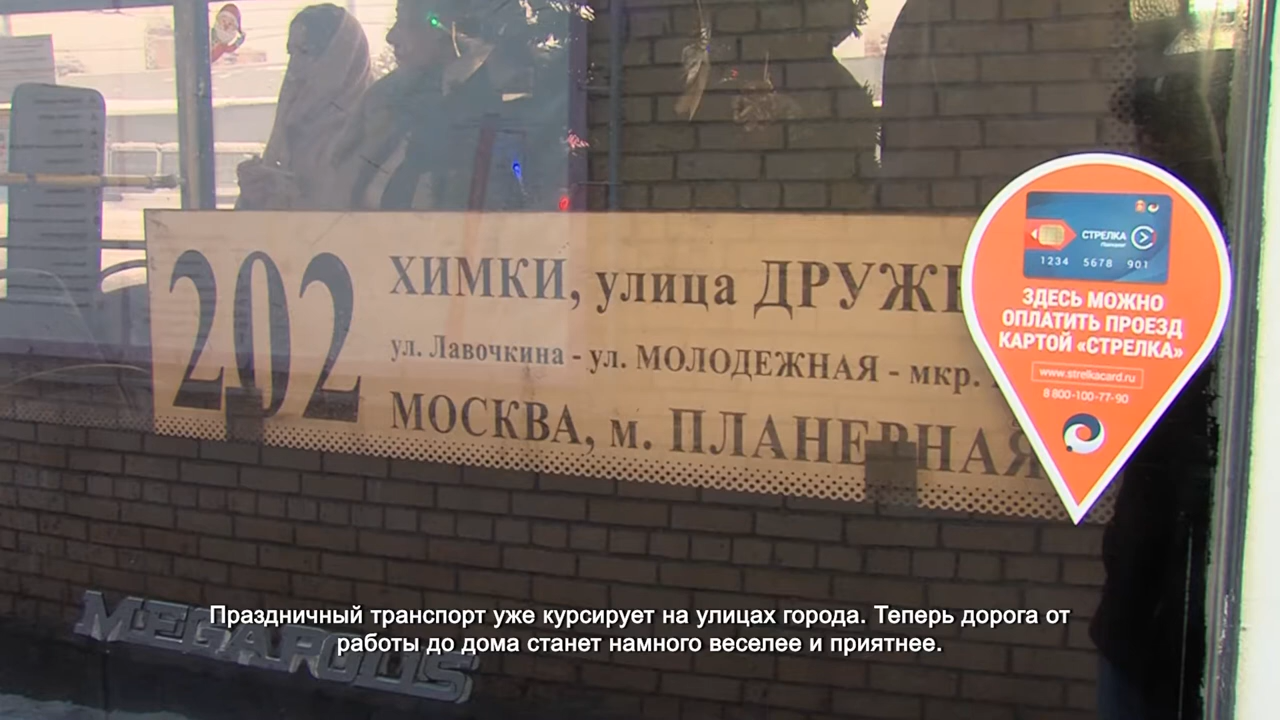 202
ХИМКИ, улица
ул. Лавочкина - ул. МОЛОДЕЖНАЯ - мкр.
МОСКВА, м. ПЛАНЕРНАЯ
СТРЕЛКА
1234 5678 901
ЗДЕСЬ МОЖНО
ОПЛАТИТЬ ПРОЕЗД
КАРТОЙ «СТРЕЛКА»
www.strelkacard.ru
8 800-100-77-90
MEGAPOLIS
Праздничный транспорт уже курсирует на улицах города. Теперь дорога от
работы до дома станет намного веселее и приятнее.